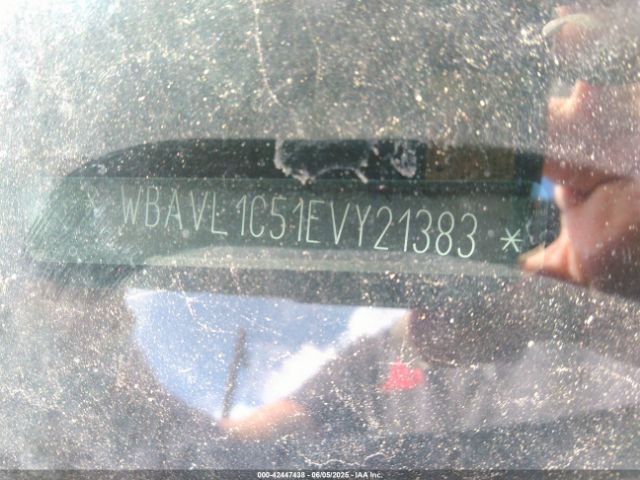 * WBAVL1C51EVY21383 *
000-42447438 - 06/05/2025 - IAA Inc.